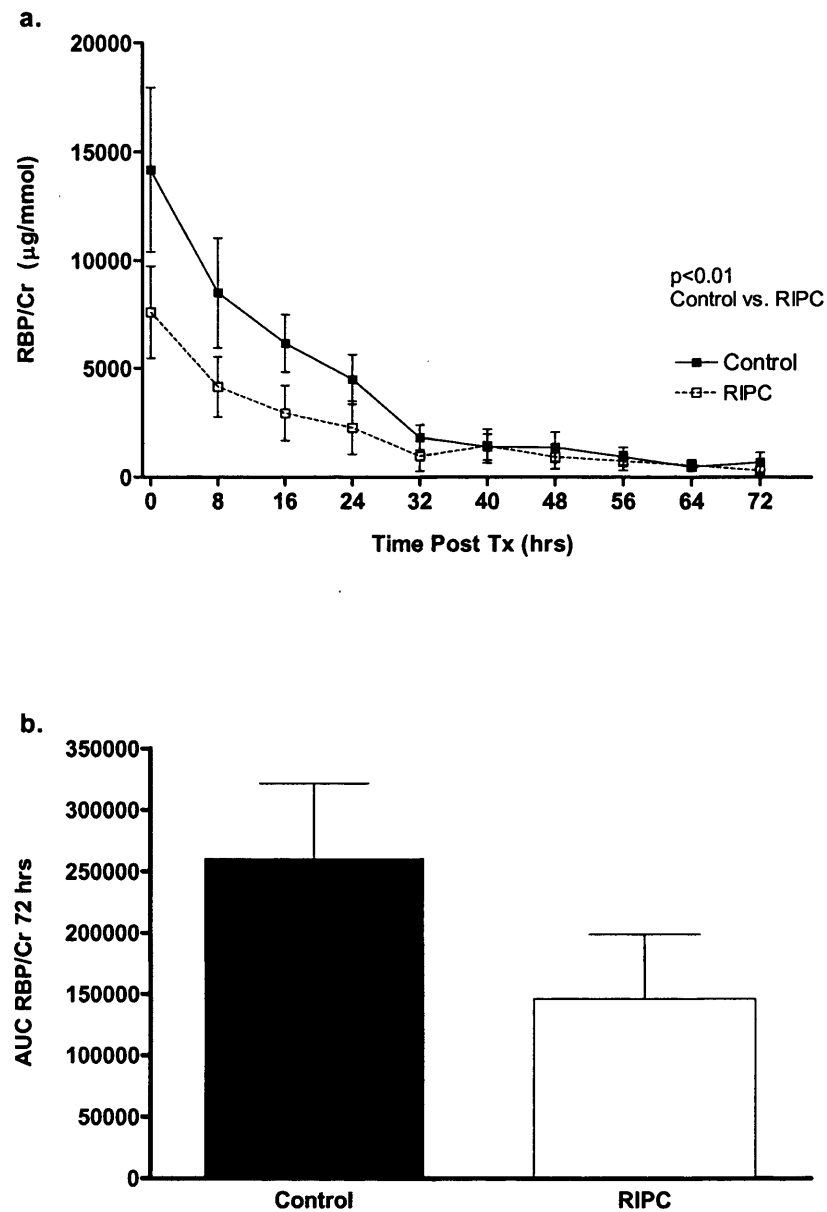 a.
20000
15000
10000
5000
0
RBP/Cr (μg/mmol)
p<0.01
Control vs. RIPC
Control
RIPC
0 8 16 24 32 40 48 56 64 72
Time Post Tx (hrs)
b.
350000
300000
250000
200000
150000
100000
50000
0
AUC RBP/Cr 72 hrs
Control RIPC